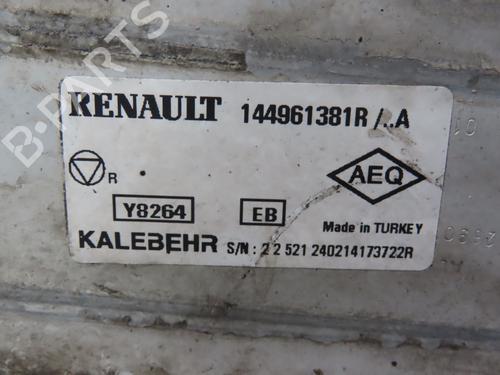 B-PARTS
RENAULT 144961381R /..A
R
AEQ
Y8264 EB
Made in TURKEY
KALEBEHR S/N : 2 2 521 240214173722R